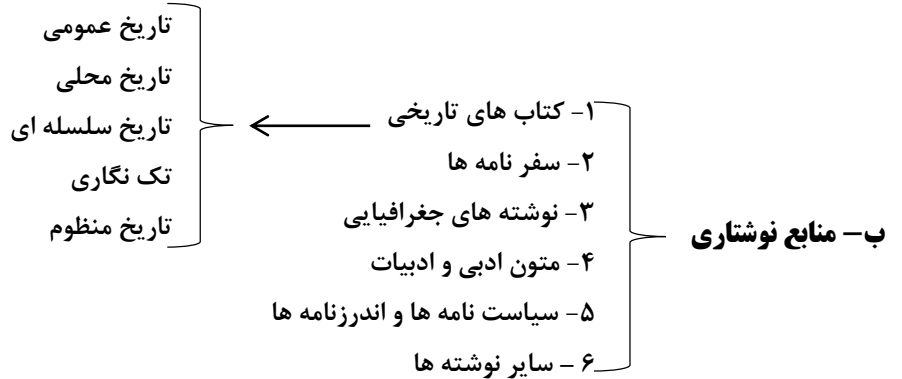 ب- منابع نوشتاری
۱- کتاب های تاریخی
۲- سفر نامه ها
۳- نوشته های جغرافیایی
۴- متون ادبی و ادبیات
۵- سیاست نامه ها و اندرزنامه ها
۶ - سایر نوشته ها
تاریخ عمومی
تاریخ محلی
تاریخ سلسله ای
تک نگاری
تاریخ منظوم